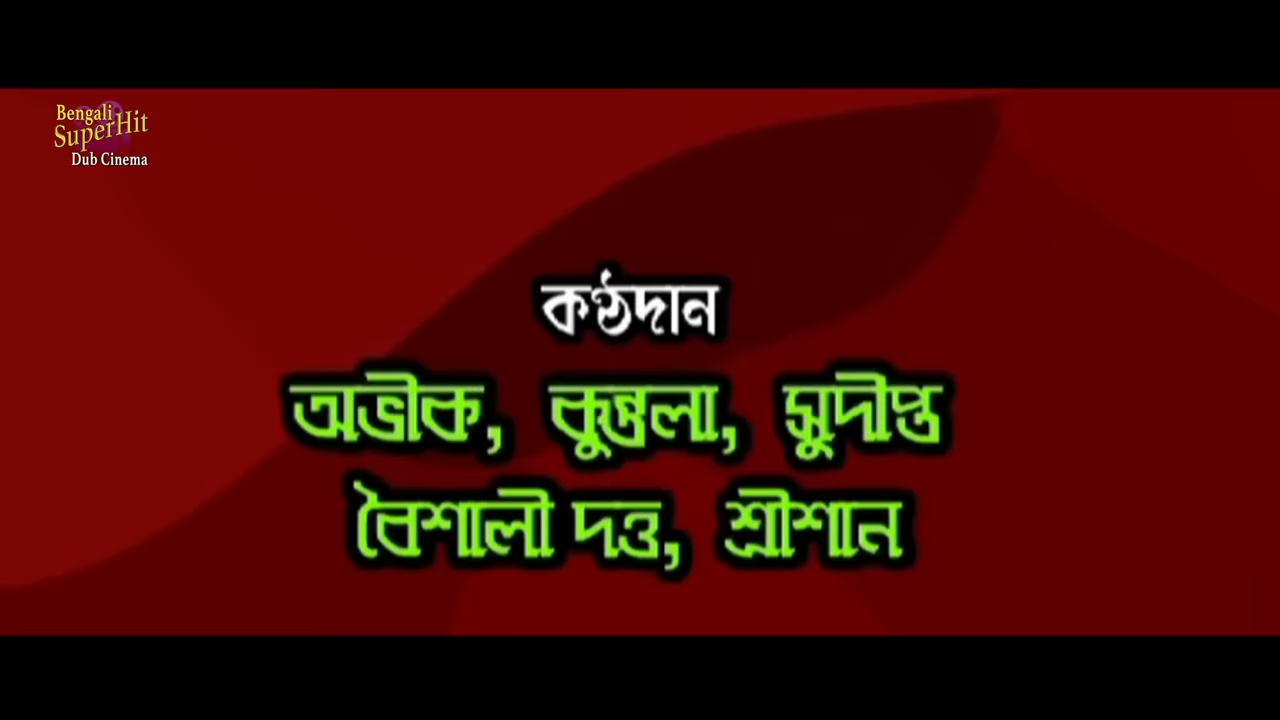 Bengali
SuperHit
Dub Cinema
কণ্ঠদান
অভীক, কুন্তলা, সুদীপ্ত
বৈশালী দত্ত, শ্রীশান